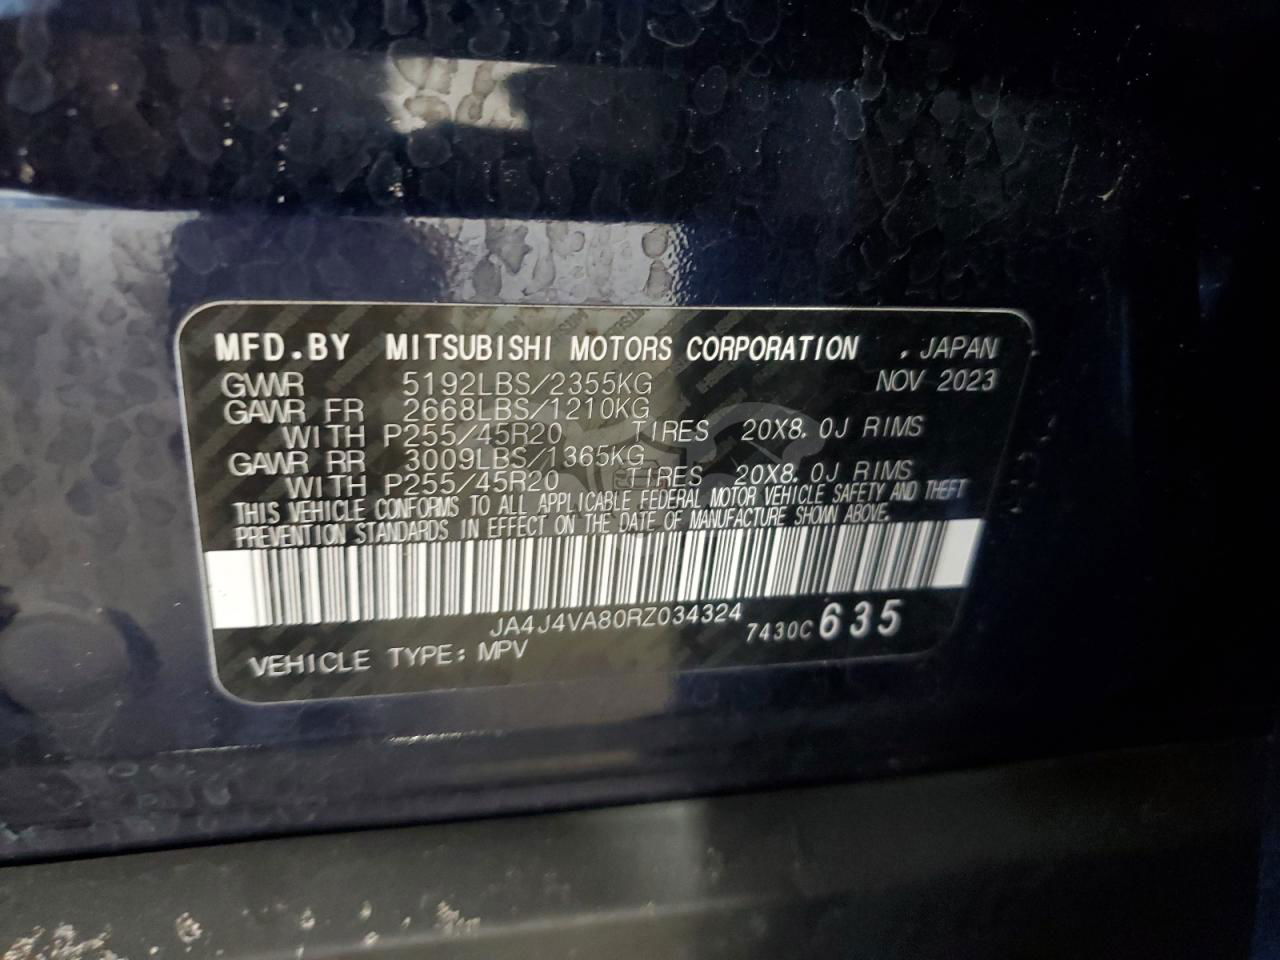 MFD.BY MITSUBISHI MOTORS CORPORATION , JAPAN
GVWR 5192LBS/2355KG NOV 2023
GAWR FR 2668LBS/1210KG
WITH P255/45R20 TIRES 20X8.0J RIMS
GAWR RR 3009LBS/1365KG
WITH P255/45R20 TIRES 20X8.0J RIMS
THIS VEHICLE CONFORMS TO ALL APPLICABLE FEDERAL MOTOR VEHICLE SAFETY AND THEFT
PREVENTION STANDARDS IN EFFECT ON THE DATE OF MANUFACTURE SHOWN ABOVE.
JA4J4VA80RZ034324 7430C 635
VEHICLE TYPE: MPV